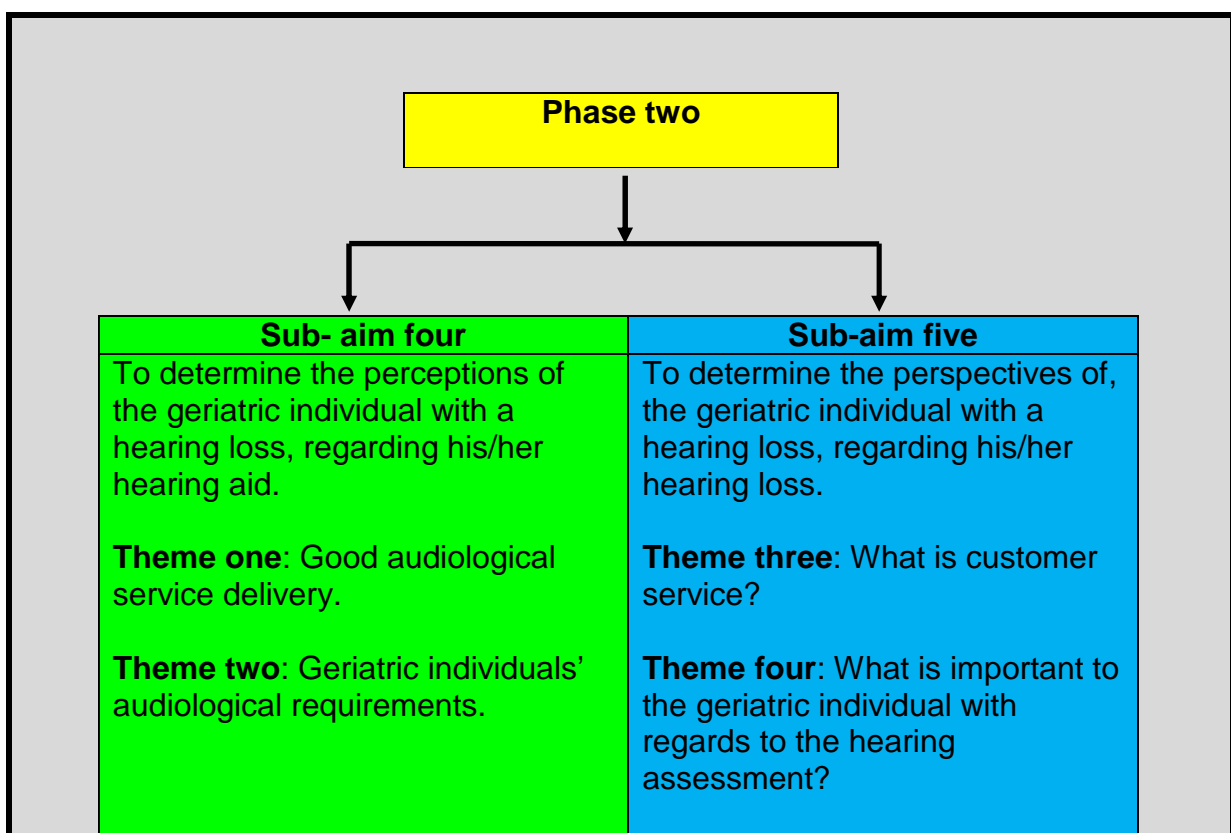 Phase two
Sub- aim four
To determine the perceptions of
the geriatric individual with a
hearing loss, regarding his/her
hearing aid.
Theme one: Good audiological
service delivery.
Theme two: Geriatric individuals’
audiological requirements.
Sub-aim five
To determine the perspectives of,
the geriatric individual with a
hearing loss, regarding his/her
hearing loss.
Theme three: What is customer
service?
Theme four: What is important to
the geriatric individual with
regards to the hearing
assessment?